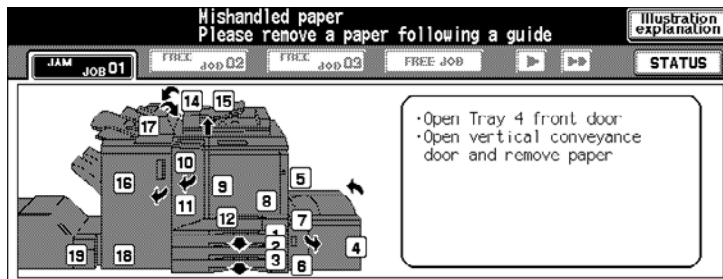 Mishandled paper
Please remove a paper following a guide
Illustration
explanation
JAM JOB 01
FREE JOB 02
FREE JOB 03
FREE JOB
STATUS
14 15
17
10
16
9
5
11
8
12
7
1
2
4
3
19 18
6
·Open Tray 4 front door
·Open vertical conveyance
door and remove paper